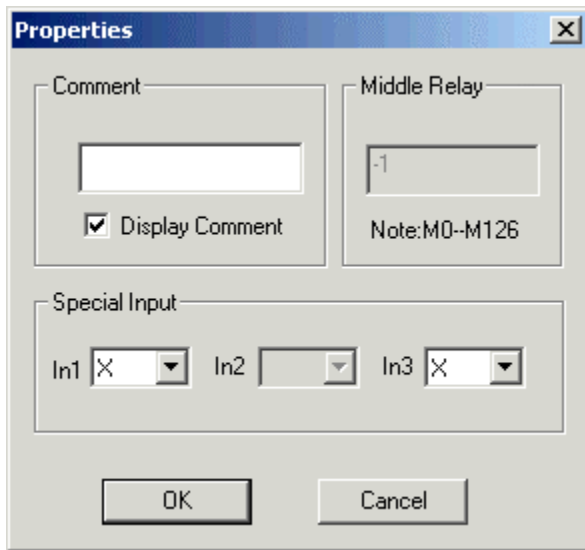 Properties
Comment
Middle Relay
-1
Display Comment
Note:M0--M126
Special Input
In1 X In2 In3 X
OK Cancel